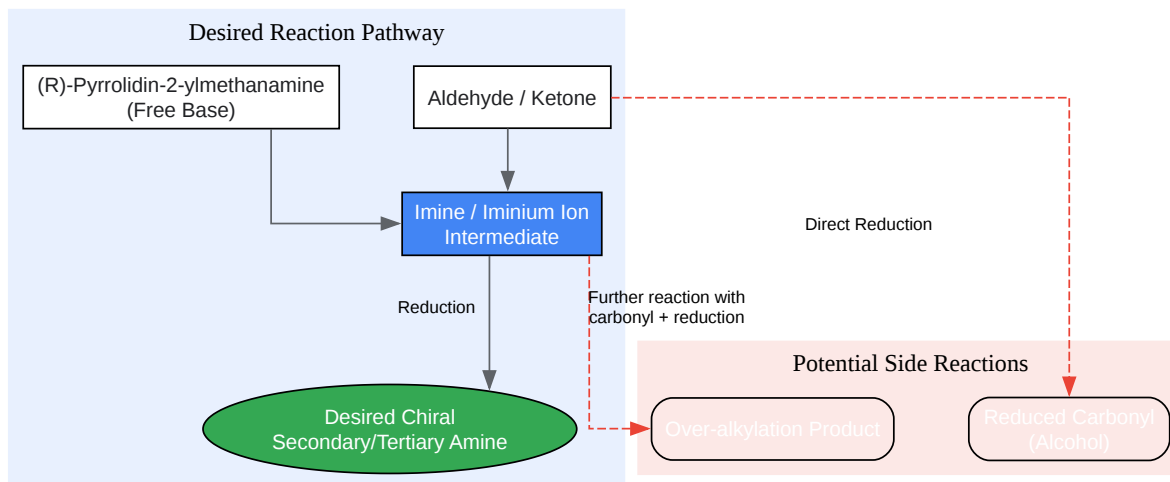 Desired Reaction Pathway
(R)-Pyrrolidin-2-ylmethanamine
(Free Base)
Aldehyde / Ketone
Imine / Iminium Ion
Intermediate
Direct Reduction
Reduction
Further reaction with
carbonyl + reduction
Potential Side Reactions
Desired Chiral
Secondary/Tertiary Amine
Over-alkylation Product
Reduced Carbonyl
(Alcohol)